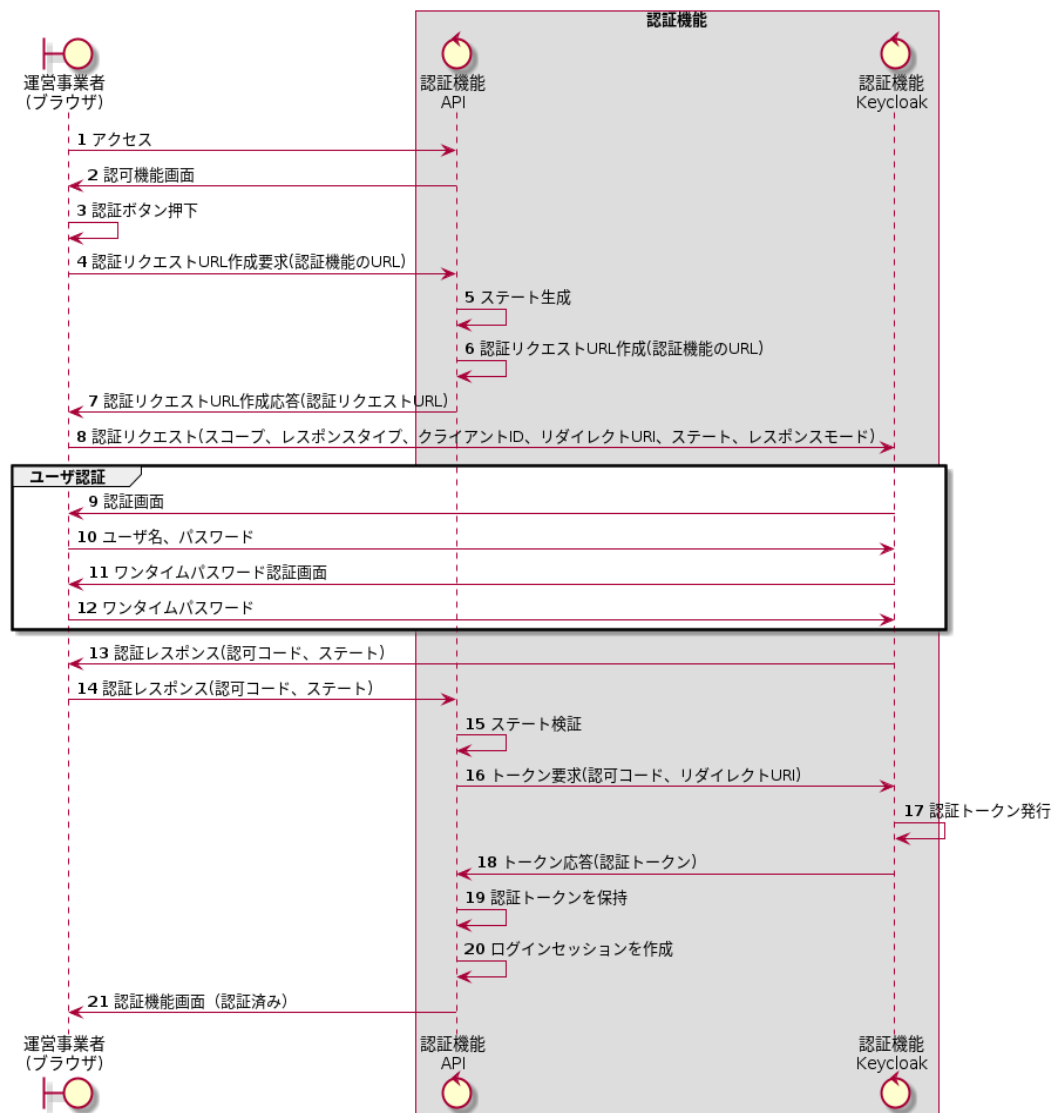 認証機能
運営事業者
(ブラウザ)
認証機能
API
認証機能
Keycloak
1 アクセス
2 認可機能画面
3 認証ボタン押下
4 認証リクエストURL作成要求(認証機能のURL)
5 ステート生成
6 認証リクエストURL作成(認証機能のURL)
7 認証リクエストURL作成応答(認証リクエストURL)
8 認証リクエスト(スコープ、レスポンスタイプ、クライアントID、リダイレクトURI、ステート、レスポンスモード)
ユーザ認証
9 認証画面
10 ユーザ名、パスワード
11 ワンタイムパスワード認証画面
12 ワンタイムパスワード
13 認証レスポンス(認可コード、ステート)
14 認証レスポンス(認可コード、ステート)
15 ステート検証
16 トークン要求(認可コード、リダイレクトURI)
17 認証トークン発行
18 トークン応答(認証トークン)
19 認証トークンを保持
20 ログインセッションを作成
21 認証機能画面（認証済み）
運営事業者
(ブラウザ)
認証機能
API
認証機能
Keycloak